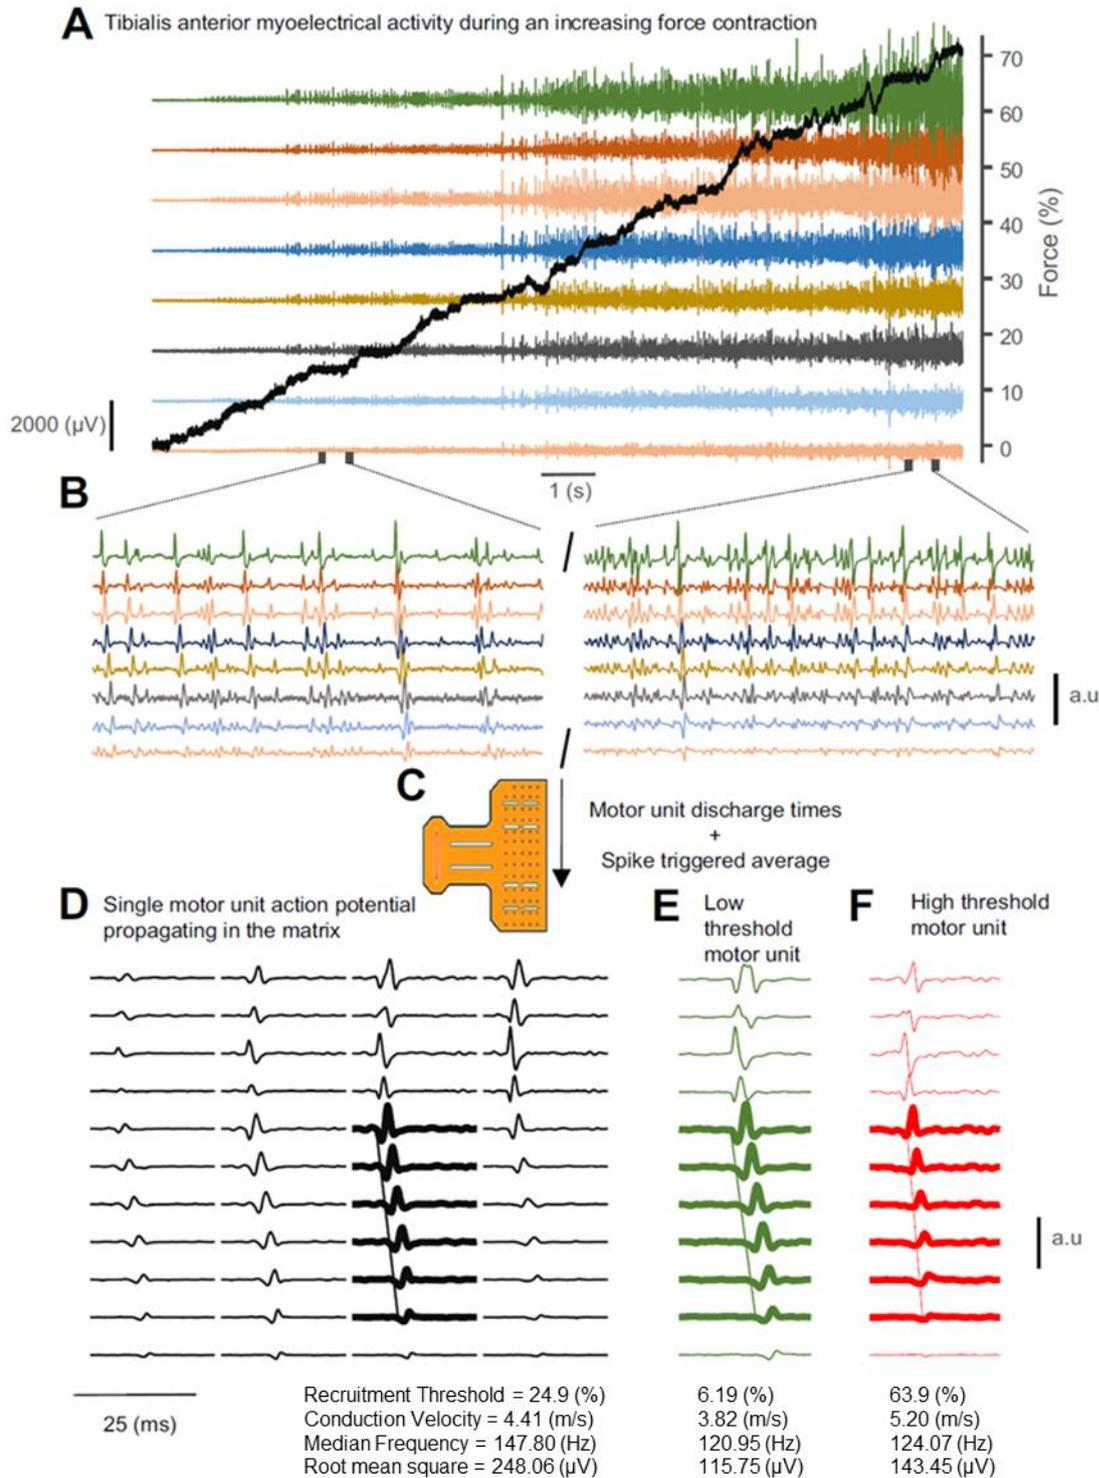 A Tibialis anterior myoelectrical activity during an increasing force contraction
70
60
50
40
30
20
10
0
Force (%)
2000 (µV)
1 (s)
B
a.u
C
Motor unit discharge times
+
Spike triggered average
D Single motor unit action potential
propagating in the matrix
E Low
threshold
motor unit
F High threshold
motor unit
a.u
25 (ms)
Recruitment Threshold = 24.9 (%) 6.19 (%) 63.9 (%)
Conduction Velocity = 4.41 (m/s) 3.82 (m/s) 5.20 (m/s)
Median Frequency = 147.80 (Hz) 120.95 (Hz) 124.07 (Hz)
Root mean square = 248.06 (µV) 115.75 (µV) 143.45 (µV)